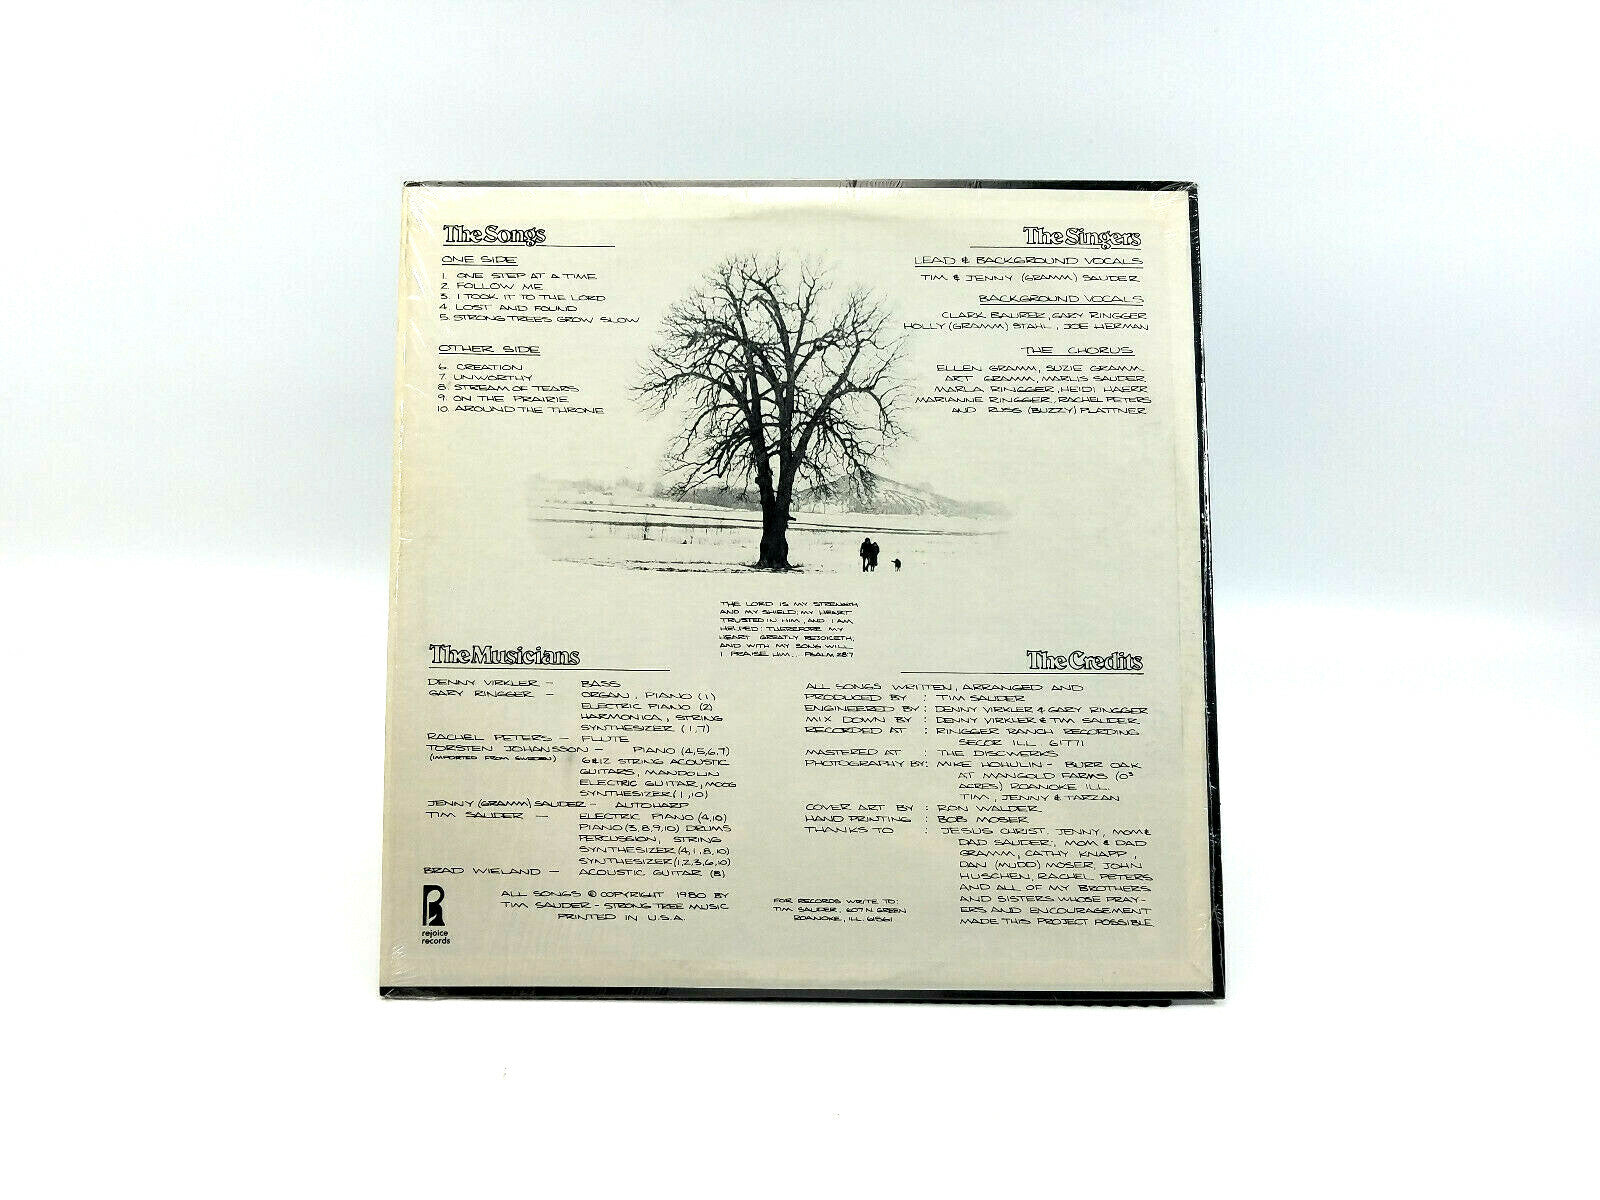 The Songs
ONE SIDE
1. ONE STEP AT A TIME
2. FOLLOW ME
3. I TOOK IT TO THE LORD
4. LOST AND FOUND
5. STRONG TREES GROW SLOW
OTHER SIDE
6. CREATION
7. UNWORTHY
8. STREAM OF TEARS
9. ON THE PRAIRIE
10. AROUND THE THRONE
The Singers
LEAD & BACKGROUND VOCALS
TIM & JENNY (GRAMM) SAUDER
BACKGROUND VOCALS
CLARK BAURER, GARY RINGGER
HOLLY (GRAMM) STAHL, JOE HERMAN
THE CHORUS
ELLEN GRAMM, SUZIE GRAMM
ART GRAMM, MARLIS SAUDER
MARLA RINGGER, HEIDI HAERR
MARIANNE RINGGER, RACHEL PETERS
AND RUSS (BUZZY) PLATTNER
THE LORD IS MY STRENGTH
AND MY SHIELD; MY HEART
TRUSTED IN HIM, AND I AM
HELPED: THEREFORE MY
HEART GREATLY REJOICETH;
AND WITH MY SONG WILL
I PRAISE HIM. PSALM 28:7
The Musicians
DENNY VIRKLER - BASS
GARY RINGGER - ORGAN, PIANO (1)
ELECTRIC PIANO (2)
HARMONICA, STRING
SYNTHESIZER (1,7)
RACHEL PETERS - FLUTE
TORSTEN JOHANSSON - PIANO (4,5,6,7)
(IMPORTED FROM SWEDEN) 6&12 STRING ACOUSTIC
GUITARS, MANDOLIN
ELECTRIC GUITAR, MOOG
SYNTHESIZER (1,10)
JENNY (GRAMM) SAUDER - AUTOHARP
TIM SAUDER - ELECTRIC PIANO (4,10)
PIANO (3,8,9,10) DRUMS
PERCUSSION, STRING
SYNTHESIZER (4,1,8,10)
SYNTHESIZER (1,2,3,6,10)
BRAD WIELAND - ACOUSTIC GUITAR (8)
The Credits
ALL SONGS WRITTEN, ARRANGED AND
PRODUCED BY : TIM SAUDER
ENGINEERED BY : DENNY VIRKLER & GARY RINGGER
MIX DOWN BY : DENNY VIRKLER & TIM SAUDER
RECORDED AT : RINGGER RANCH RECORDING
SECOR ILL 61771
MASTERED AT : THE DISCWERKS
PHOTOGRAPHY BY: MIKE HOHULIN - BURR OAK
AT MANGOLD FARMS (03
ACRES) ROANOKE ILL.
TIM, JENNY & TARZAN
COVER ART BY : RON WALDER
HAND PRINTING : BOB MOSER
THANKS TO : JESUS CHRIST, JENNY, MOM &
DAD SAUDER, MOM & DAD
GRAMM, CATHY KNAPP,
DAN (MUDD) MOSER, JOHN
HUSCHEN, RACHEL PETERS
AND ALL OF MY BROTHERS
AND SISTERS WHOSE PRAY-
ERS AND ENCOURAGEMENT
MADE THIS PROJECT POSSIBLE
rejoice
records
ALL SONGS © COPYRIGHT 1980 BY
TIM SAUDER - STRONG TREE MUSIC
PRINTED IN U.S.A.
FOR RECORDS WRITE TO:
TIM SAUDER, 607 N GREEN
ROANOKE, ILL. 61561